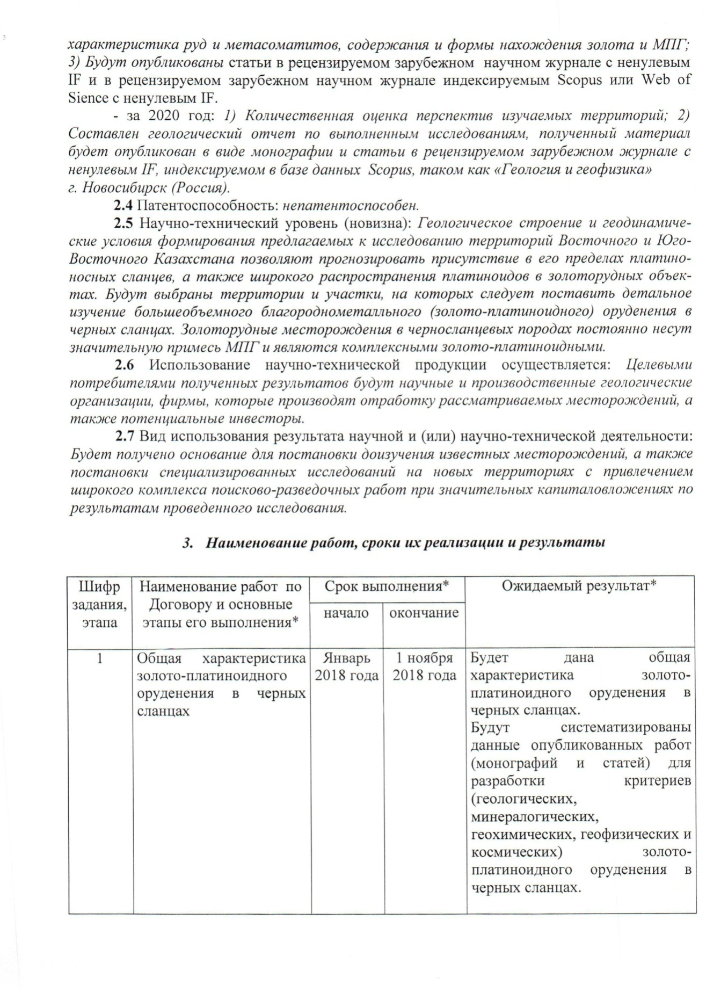 характеристика руд и метасоматитов, содержания и формы нахождения золота и МПГ;
3) Будут опубликованы статьи в рецензируемом зарубежном научном журнале с ненулевым
IF и в рецензируемом зарубежном научном журнале индексируемым Scopus или Web of
Sience с ненулевым IF.
- за 2020 год: 1) Количественная оценка перспектив изучаемых территорий; 2)
Составлен геологический отчет по выполненным исследованиям, полученный материал
будет опубликован в виде монографии и статьи в рецензируемом зарубежном журнале с
ненулевым IF, индексируемом в базе данных Scopus, таком как «Геология и геофизика»
г. Новосибирск (Россия).
2.4 Патентоспособность: непатентоспособен.
2.5 Научно-технический уровень (новизна): Геологическое строение и геодинамиче-
ские условия формирования предлагаемых к исследованию территорий Восточного и Юго-
Восточного Казахстана позволяют прогнозировать присутствие в его пределах платино-
носных сланцев, а также широкого распространения платиноидов в золоторудных объек-
тах. Будут выбраны территории и участки, на которых следует поставить детальное
изучение большеобъемного благороднометалльного (золото-платиноидного) оруденения в
черных сланцах. Золоторудные месторождения в черносланцевых породах постоянно несут
значительную примесь МПГ и являются комплексными золото-платиноидными.
2.6 Использование научно-технической продукции осуществляется: Целевыми
потребителями полученных результатов будут научные и производственные геологические
организации, фирмы, которые производят отработку рассматриваемых месторождений, а
также потенциальные инвесторы.
2.7 Вид использования результата научной и (или) научно-технической деятельности:
Будет получено основание для постановки доизучения известных месторождений, а также
постановки специализированных исследований на новых территориях с привлечением
широкого комплекса поисково-разведочных работ при значительных капиталовложениях по
результатам проведенного исследования.
3. Наименование работ, сроки их реализации и результаты
Шифр
задания,
этапа
Наименование работ по
Договору и основные
этапы его выполнения*
Срок выполнения*
начало
окончание
Ожидаемый результат*
1
Общая характеристика
золото-платиноидного
оруденения в черных
сланцах
Январь
2018 года
1 ноября
2018 года
Будет дана общая
характеристика золото-
платиноидного оруденения в
черных сланцах.
Будут систематизированы
данные опубликованных работ
(монографий и статей) для
разработки критериев
(геологических,
минералогических,
геохимических, геофизических и
космических) золото-
платиноидного оруденения в
черных сланцах.